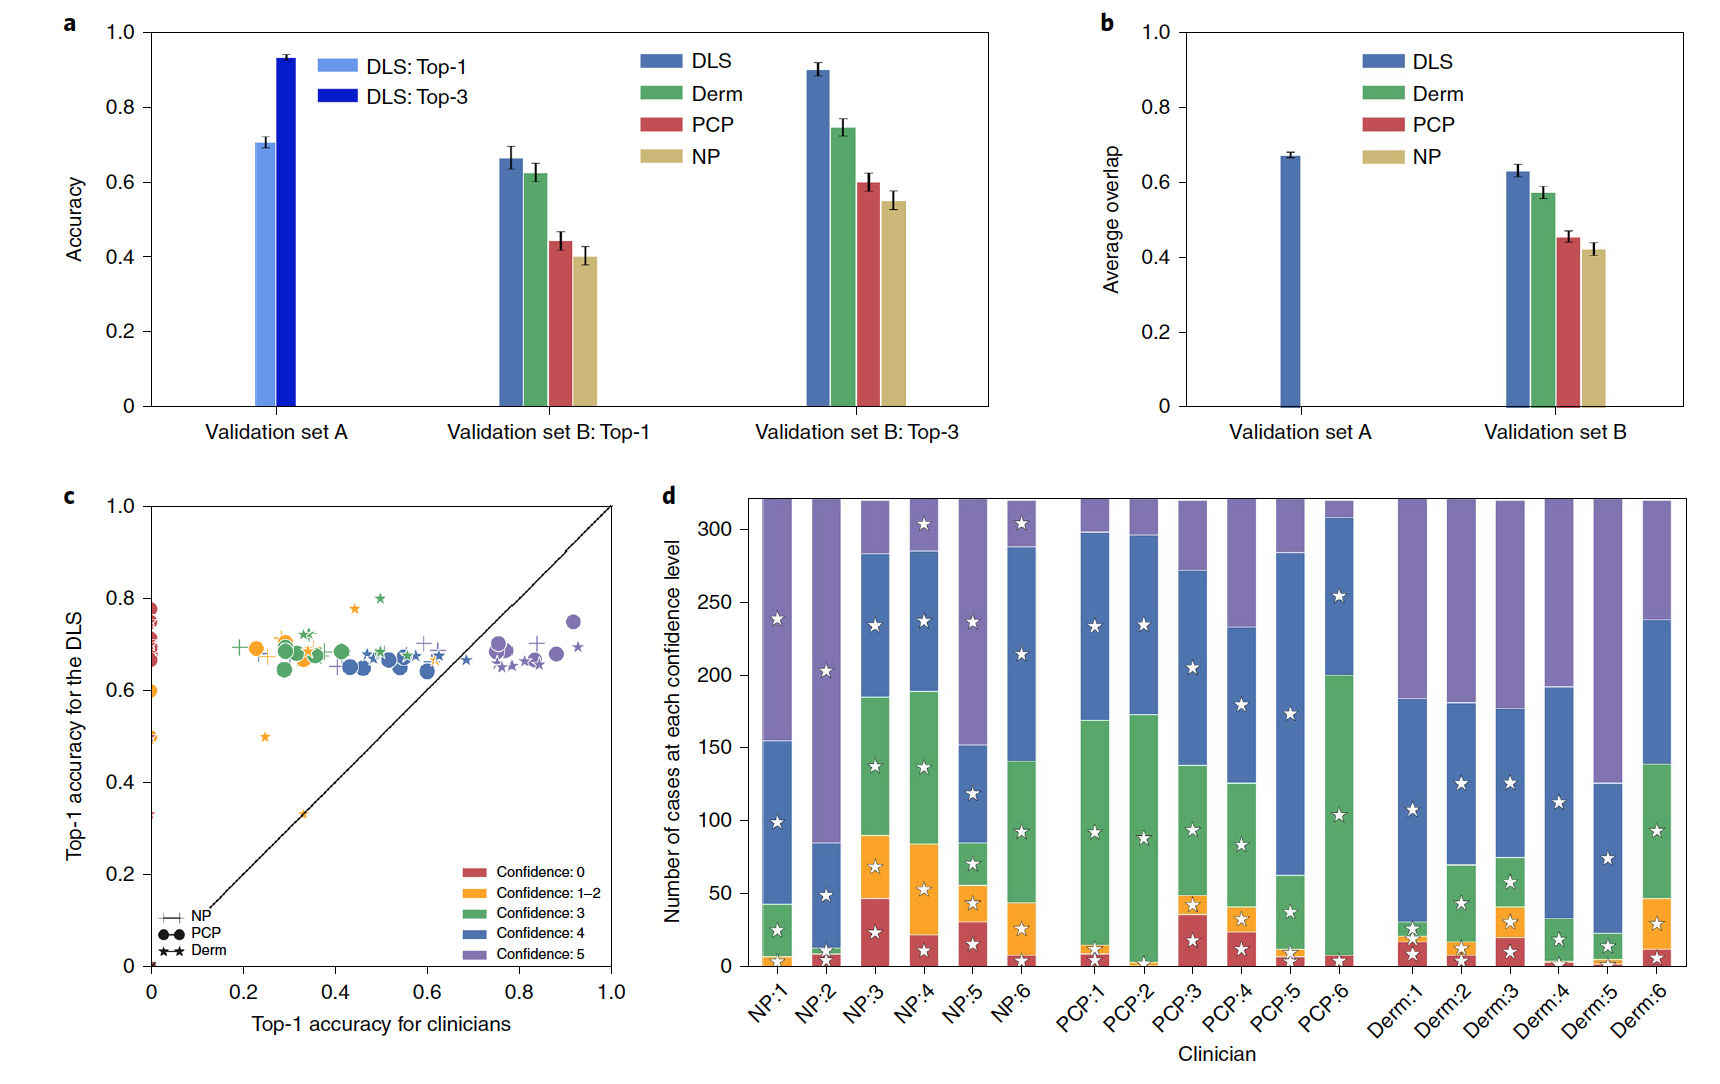 a
1.0
0.8
0.6
0.4
0.2
0
Accuracy
DLS: Top-1
DLS: Top-3
DLS
Derm
PCP
NP
Validation set A
Validation set B: Top-1
Validation set B: Top-3
b
1.0
0.8
0.6
0.4
0.2
0
Average overlap
DLS
Derm
PCP
NP
Validation set A
Validation set B
c
1.0
0.8
0.6
0.4
0.2
0
Top-1 accuracy for the DLS
NP
PCP
Derm
Confidence: 0
Confidence: 1–2
Confidence: 3
Confidence: 4
Confidence: 5
0
0.2
0.4
0.6
0.8
1.0
Top-1 accuracy for clinicians
d
300
250
200
150
100
50
0
Number of cases at each confidence level
NP:1
NP:2
NP:3
NP:4
NP:5
NP:6
PCP:1
PCP:2
PCP:3
PCP:4
PCP:5
PCP:6
Derm:1
Derm:2
Derm:3
Derm:4
Derm:5
Derm:6
Clinician